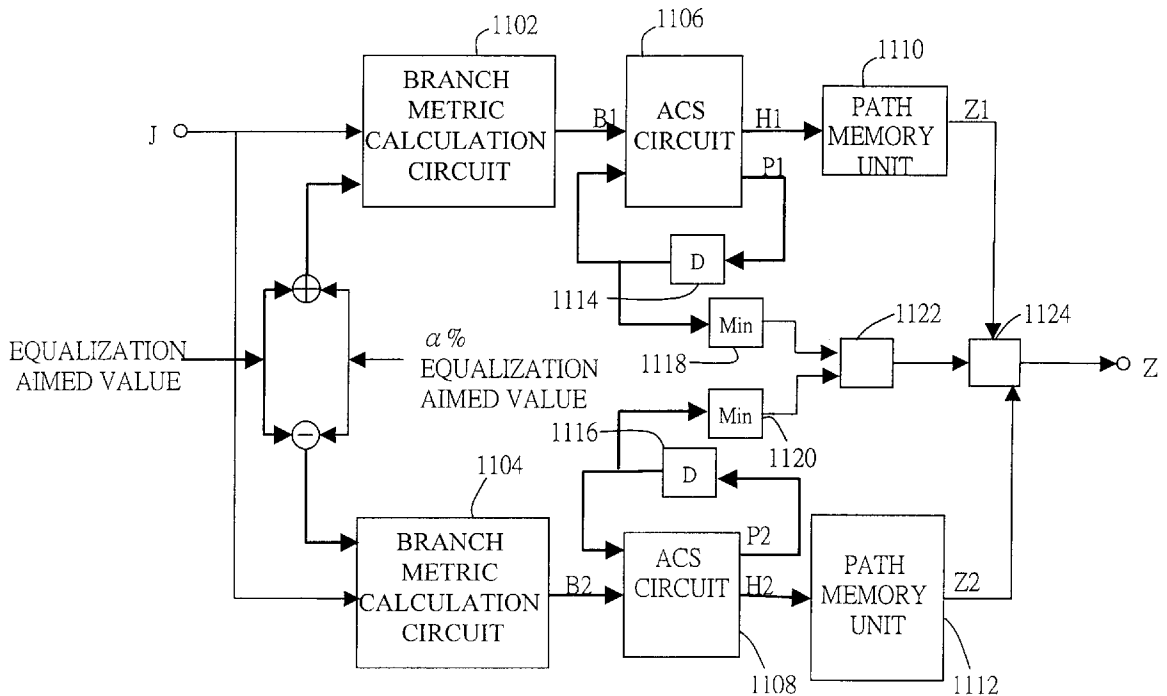 1102
1106
1110
BRANCH
METRIC
CALCULATION
CIRCUIT
ACS
CIRCUIT
PATH
MEMORY
UNIT
J
B1
H1
Z1
P1
D
1114
Min
1118
1122
1124
EQUALIZATION
AIMED VALUE
α%
EQUALIZATION
AIMED VALUE
Z
Min
1120
1116
D
1104
BRANCH
METRIC
CALCULATION
CIRCUIT
B2
ACS
CIRCUIT
P2
H2
PATH
MEMORY
UNIT
Z2
1108
1112